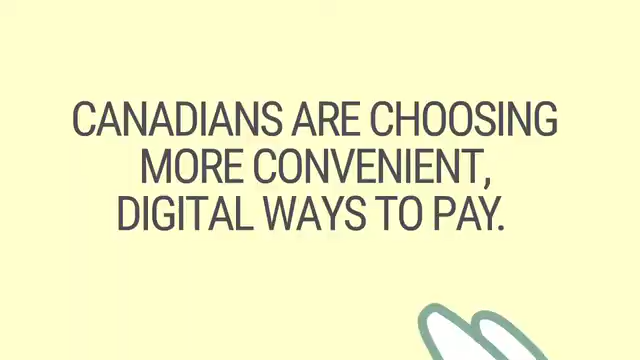 CANADIANS ARE CHOOSING
MORE CONVENIENT,
DIGITAL WAYS TO PAY.